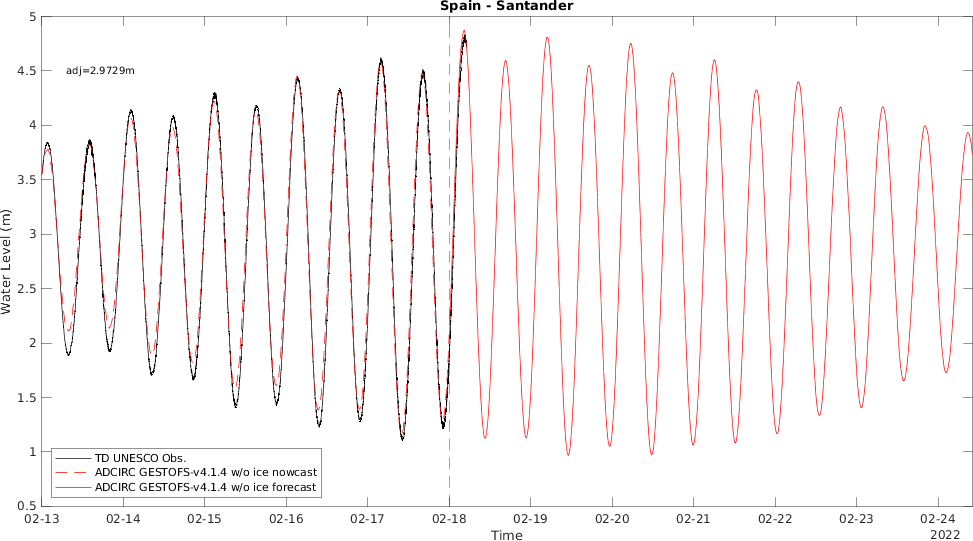 Spain - Santander
adj=2.9729m
Water Level (m)
5
4.5
4
3.5
3
2.5
2
1.5
1
0.5
TD UNESCO Obs.
ADCIRC GESTOFS-v4.1.4 w/o ice nowcast
ADCIRC GESTOFS-v4.1.4 w/o ice forecast
02-13 02-14 02-15 02-16 02-17 02-18 02-19 02-20 02-21 02-22 02-23 02-24
2022
Time